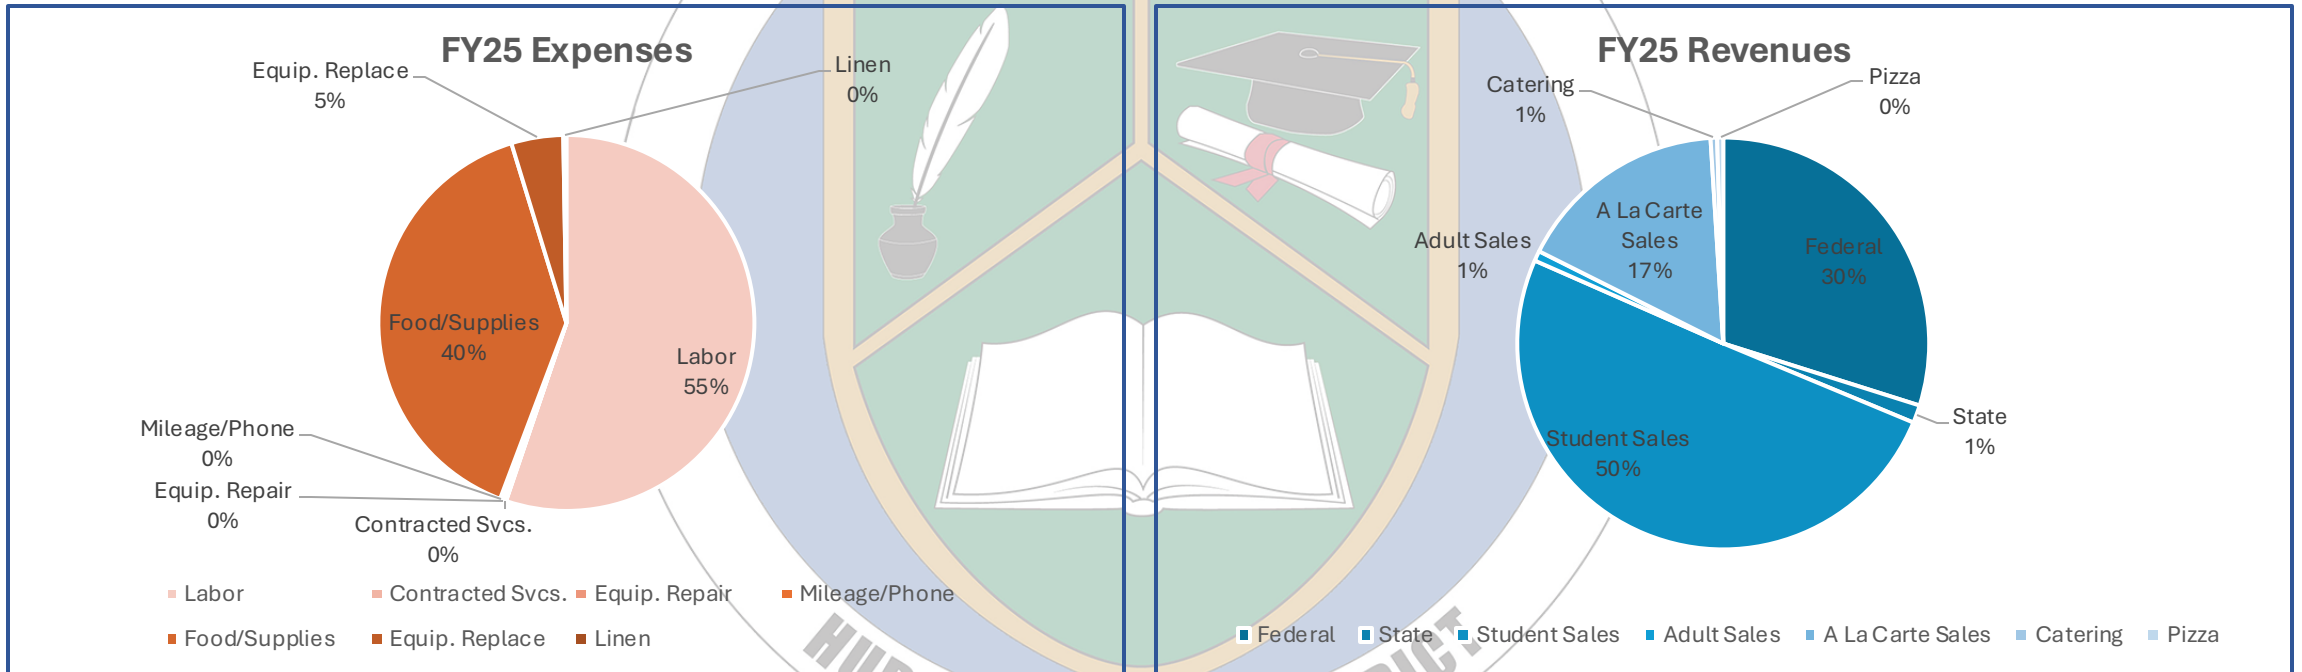 FY25 Expenses
Equip. Replace
5%
Linen
0%
Food/Supplies
40%
Labor
55%
Mileage/Phone
0%
Equip. Repair
0%
Contracted Svcs.
0%
Labor Contracted Svcs. Equip. Repair Mileage/Phone
Food/Supplies Equip. Replace Linen
FY25 Revenues
Catering
1%
Pizza
0%
A La Carte
Sales
17%
Adult Sales
1%
Federal
30%
State
1%
Student Sales
50%
Federal State Student Sales Adult Sales A La Carte Sales Catering Pizza